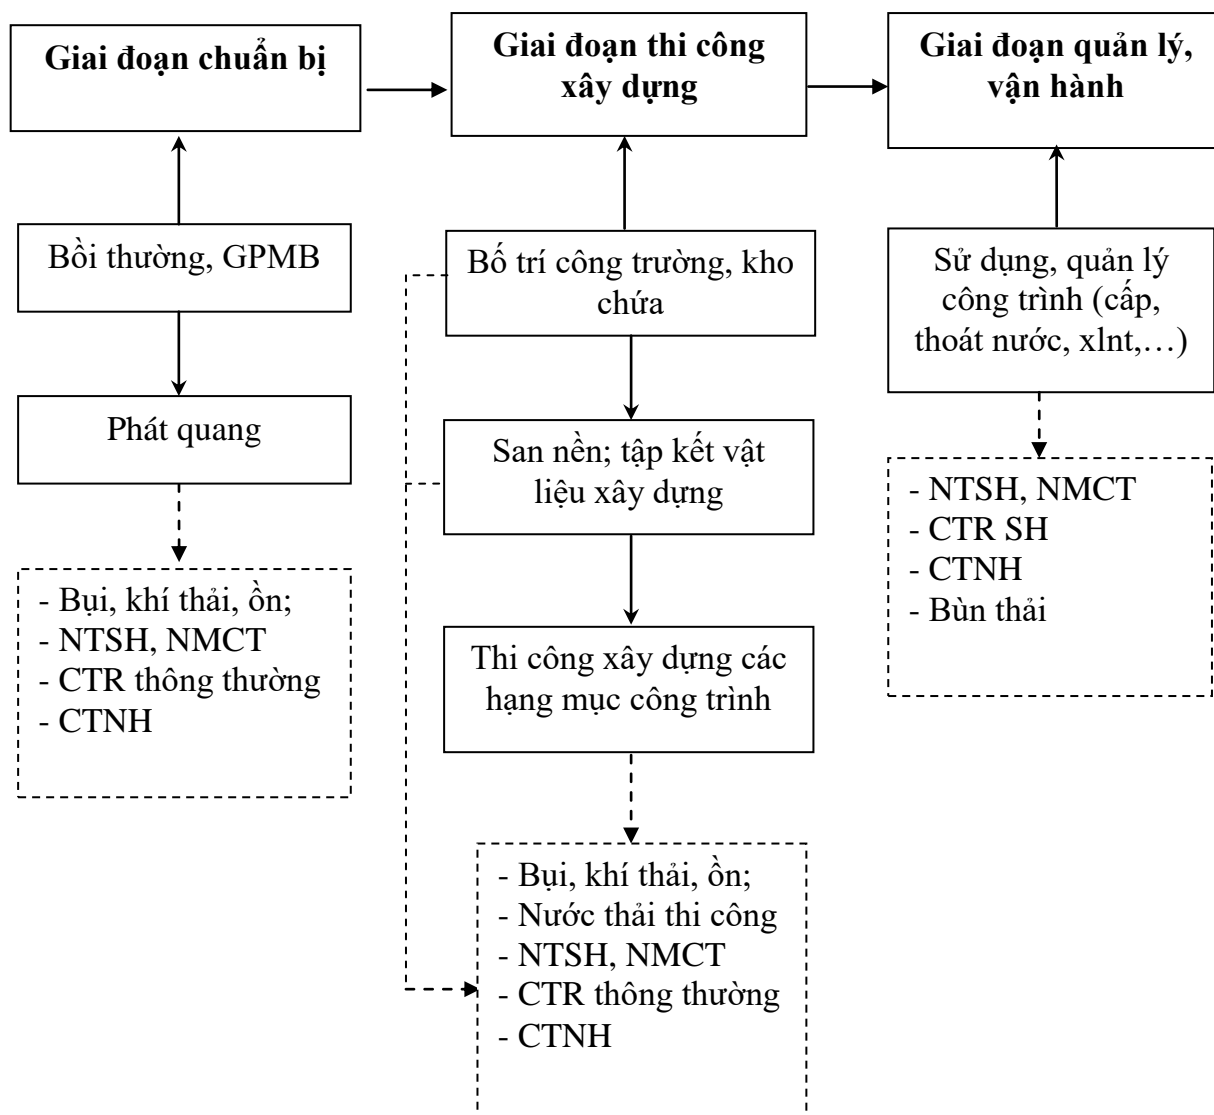 Giai đoạn chuẩn bị
Giai đoạn thi công
xây dựng
Giai đoạn quản lý,
vận hành
Bồi thường, GPMB
Phát quang
- Bụi, khí thải, ồn;
- NTSH, NMCT
- CTR thông thường
- CTNH
Bố trí công trường, kho
chứa
San nền; tập kết vật
liệu xây dựng
Thi công xây dựng các
hạng mục công trình
- Bụi, khí thải, ồn;
- Nước thải thi công
- NTSH, NMCT
- CTR thông thường
- CTNH
Sử dụng, quản lý
công trình (cấp,
thoát nước, xlnt,…)
- NTSH, NMCT
- CTR SH
- CTNH
- Bùn thải